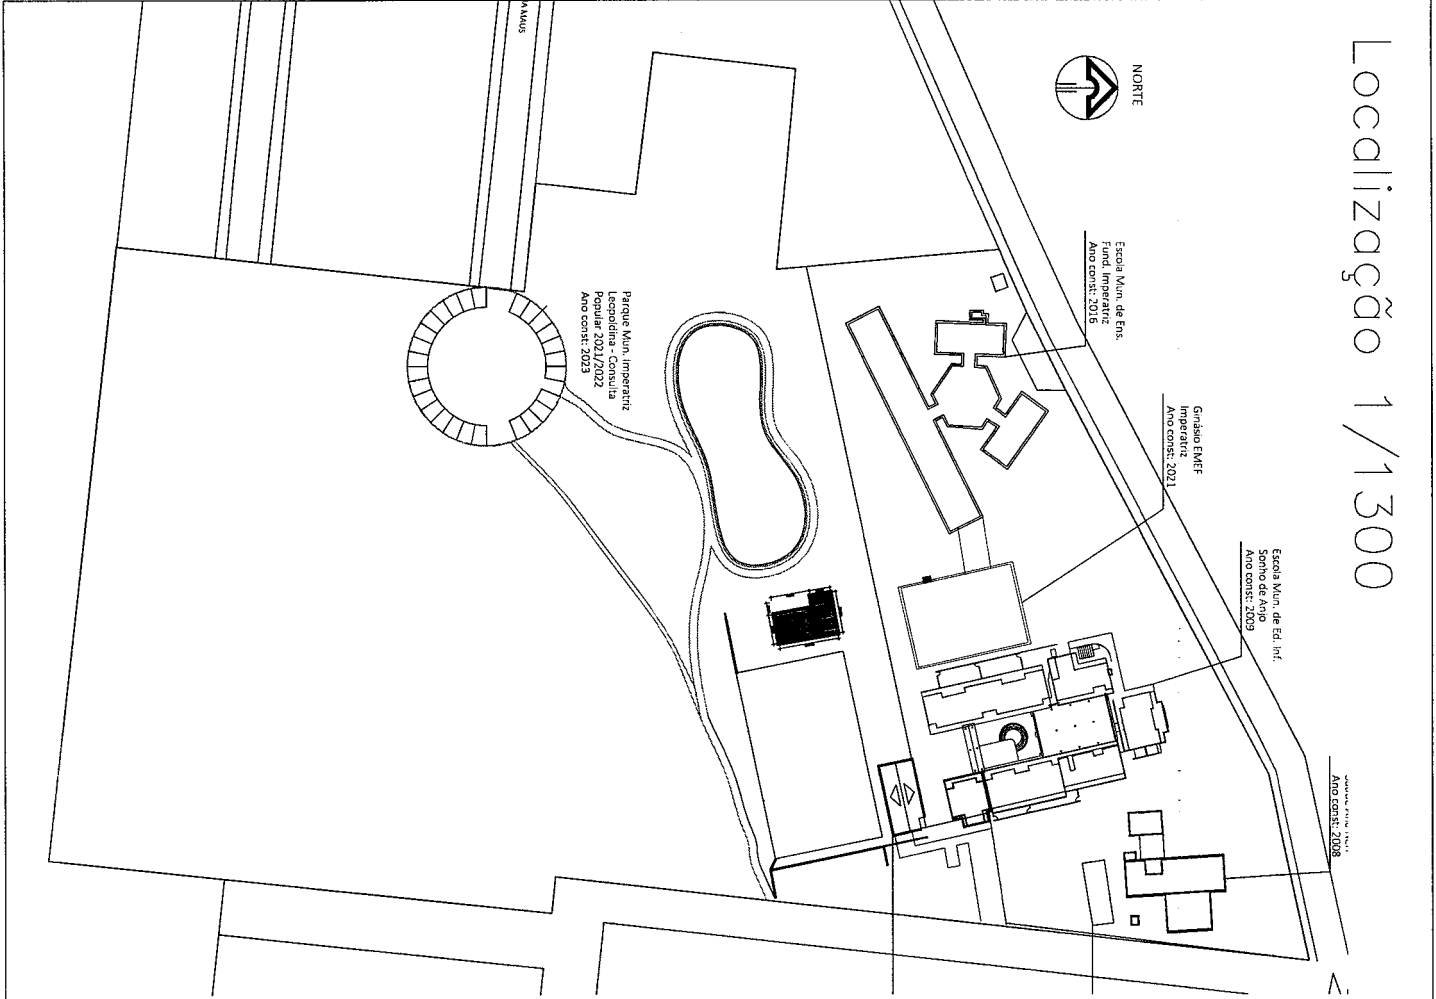 Localização 1/1300
NORTE
Escola Mun. de Ens.
Fund. Imperatriz
Ano const: 2016
Ginásio EMEF
Imperatriz
Ano const: 2021
Escola Mun. de Ed. Inf.
Sonho de Anjo
Ano const: 2009
Ano const: 2008
Parque Mun. Imperatriz
Leopoldina - Consulta
Popular 2021/2022
Ano const: 2023
A MAUS